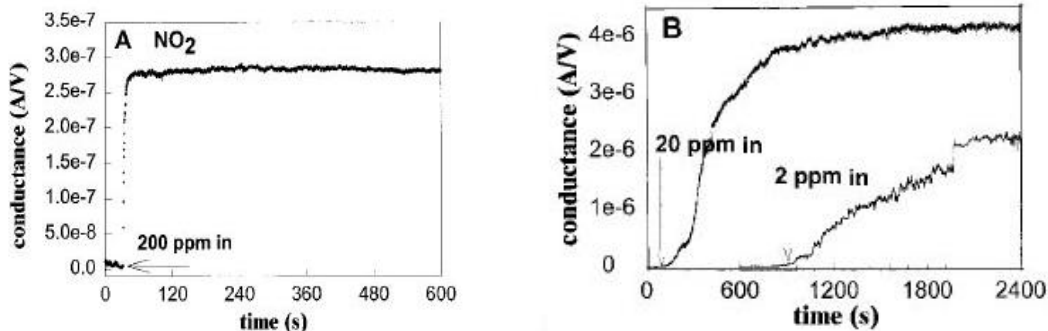 A NO2
conductance (A/V)
3.5e-7
3.0e-7
2.5e-7
2.0e-7
1.5e-7
1.0e-7
5.0e-8
0.0
200 ppm in
0 120 240 360 480 600
time (s)
B
conductance (A/V)
4e-6
3e-6
2e-6
1e-6
0
20 ppm in
2 ppm in
0 600 1200 1800 2400
time (s)